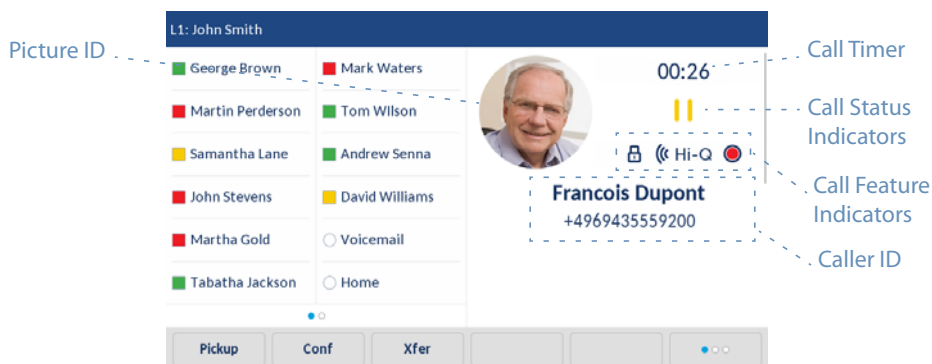 L1: John Smith
Picture ID
George Brown
Mark Waters
Martin Perderson
Tom WIlson
Samantha Lane
Andrew Senna
John Stevens
David Williams
Martha Gold
Voicemail
Tabatha Jackson
Home
00:26
Hi-Q
Francois Dupont
+4969435559200
Call Timer
Call Status
Indicators
Call Feature
Indicators
Caller ID
Pickup
Conf
Xfer